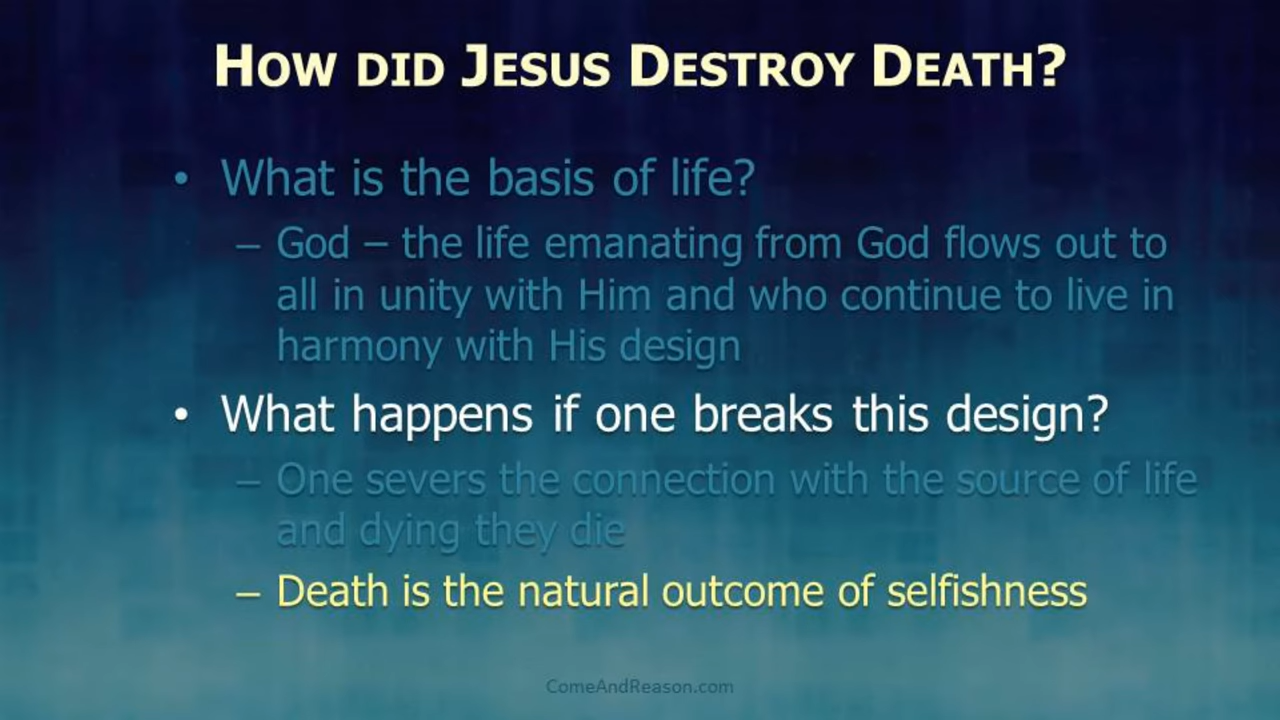 How did Jesus Destroy Death?
• What is the basis of life?
– God – the life emanating from God flows out to
all in unity with Him and who continue to live in
harmony with His design
• What happens if one breaks this design?
– One severs the connection with the source of life
and dying they die
– Death is the natural outcome of selfishness
ComeAndReason.com